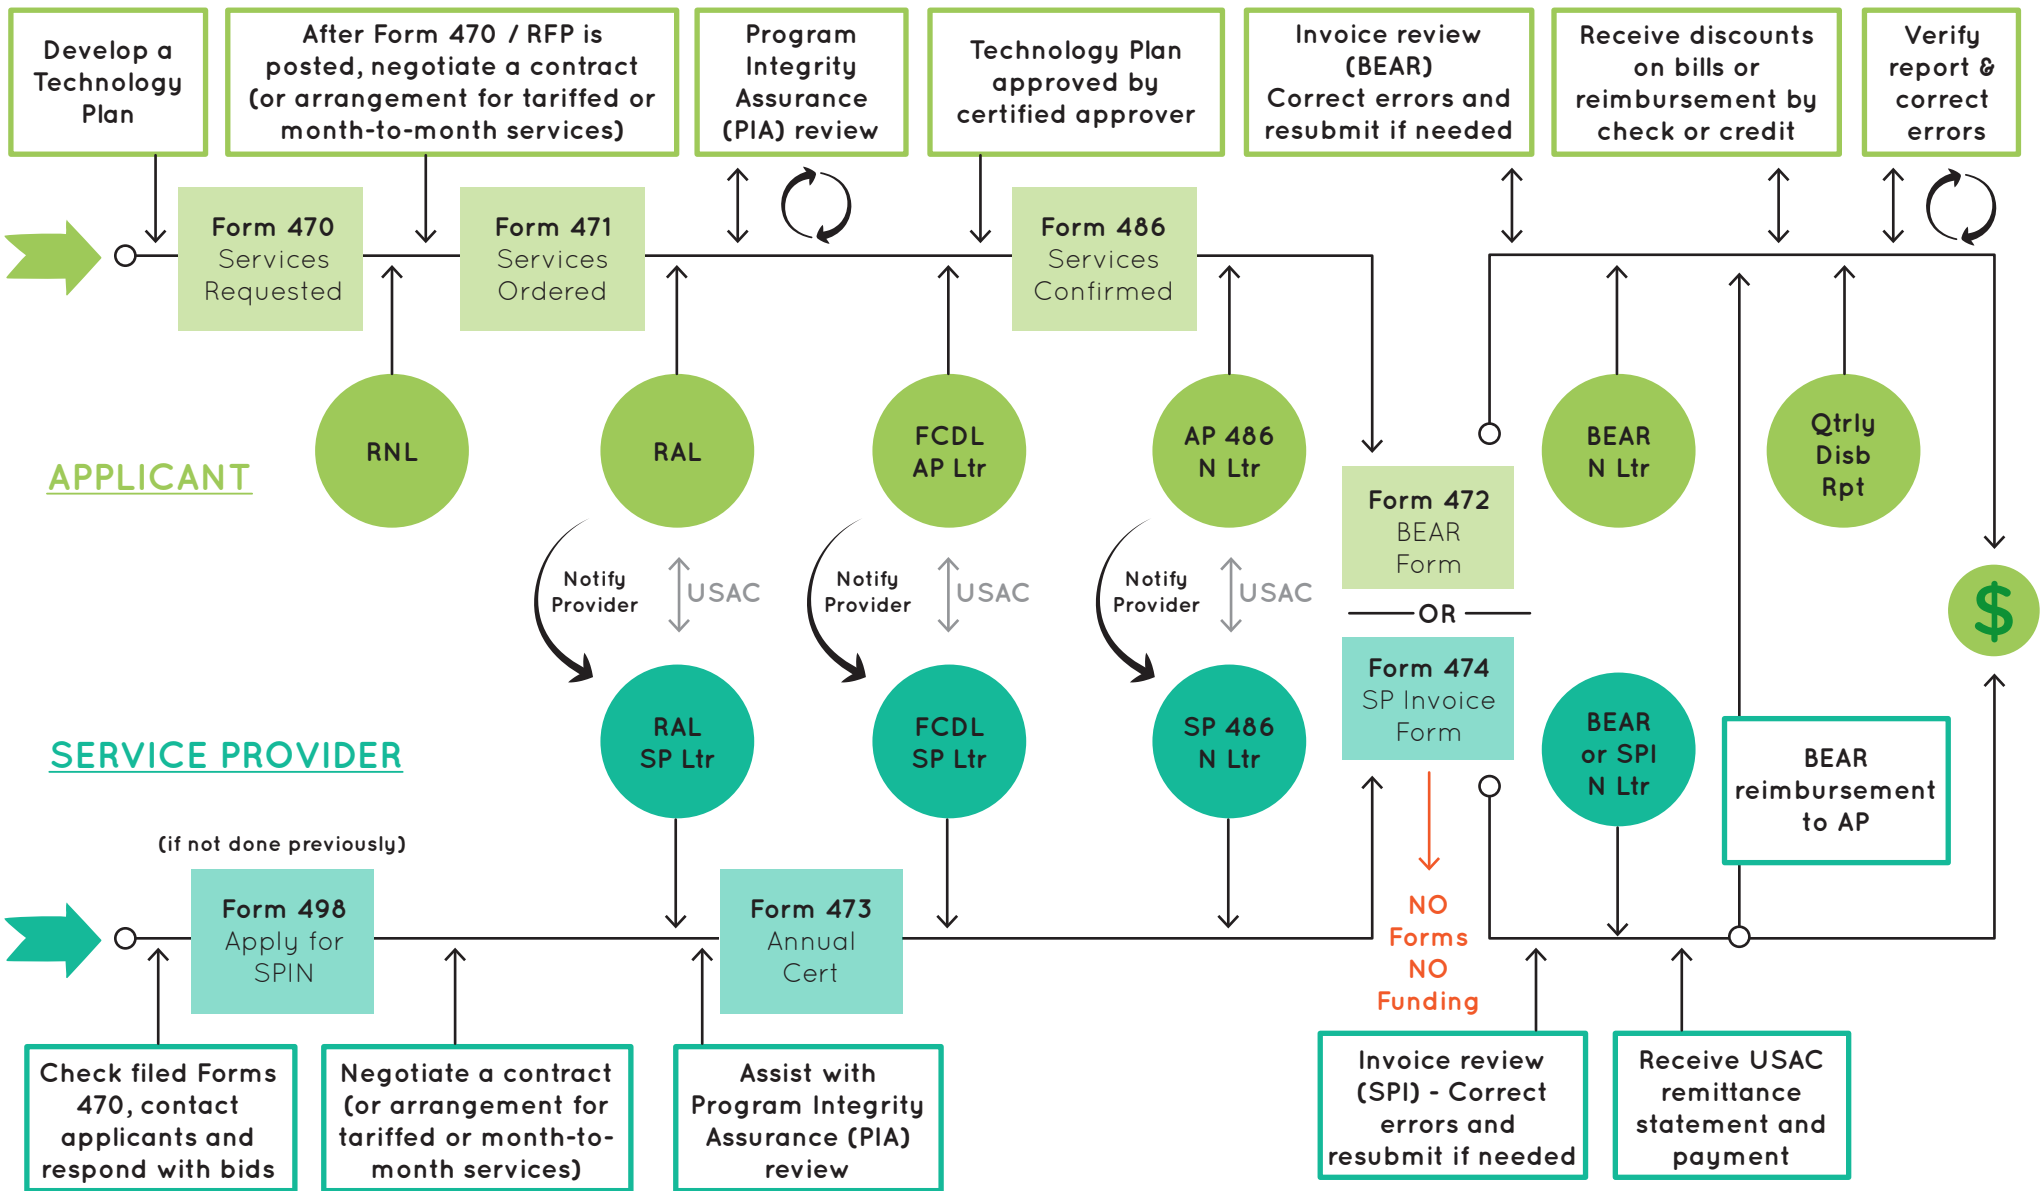 Develop a
Technology
Plan
After Form 470 / RFP is
posted, negotiate a contract
(or arrangement for tariffed or
month-to-month services)
Program
Integrity
Assurance
(PIA) review
Technology Plan
approved by
certified approver
Invoice review
(BEAR)
Correct errors and
resubmit if needed
Receive discounts
on bills or
reimbursement by
check or credit
Verify
report &
correct
errors
Form 470
Services
Requested
Form 471
Services
Ordered
Form 486
Services
Confirmed
APPLICANT
RNL
RAL
FCDL
AP Ltr
AP 486
N Ltr
Form 472
BEAR
Form
BEAR
N Ltr
Qtrly
Disb
Rpt
Notify
Provider
USAC
Notify
Provider
USAC
Notify
Provider
USAC
OR
$
SERVICE PROVIDER
RAL
SP Ltr
FCDL
SP Ltr
SP 486
N Ltr
Form 474
SP Invoice
Form
BEAR
or SPI
N Ltr
BEAR
reimbursement
to AP
(if not done previously)
Form 498
Apply for
SPIN
Form 473
Annual
Cert
NO
Forms
NO
Funding
Check filed Forms
470, contact
applicants and
respond with bids
Negotiate a contract
(or arrangement for
tariffed or month-to-
month services)
Assist with
Program Integrity
Assurance (PIA)
review
Invoice review
(SPI) - Correct
errors and
resubmit if needed
Receive USAC
remittance
statement and
payment